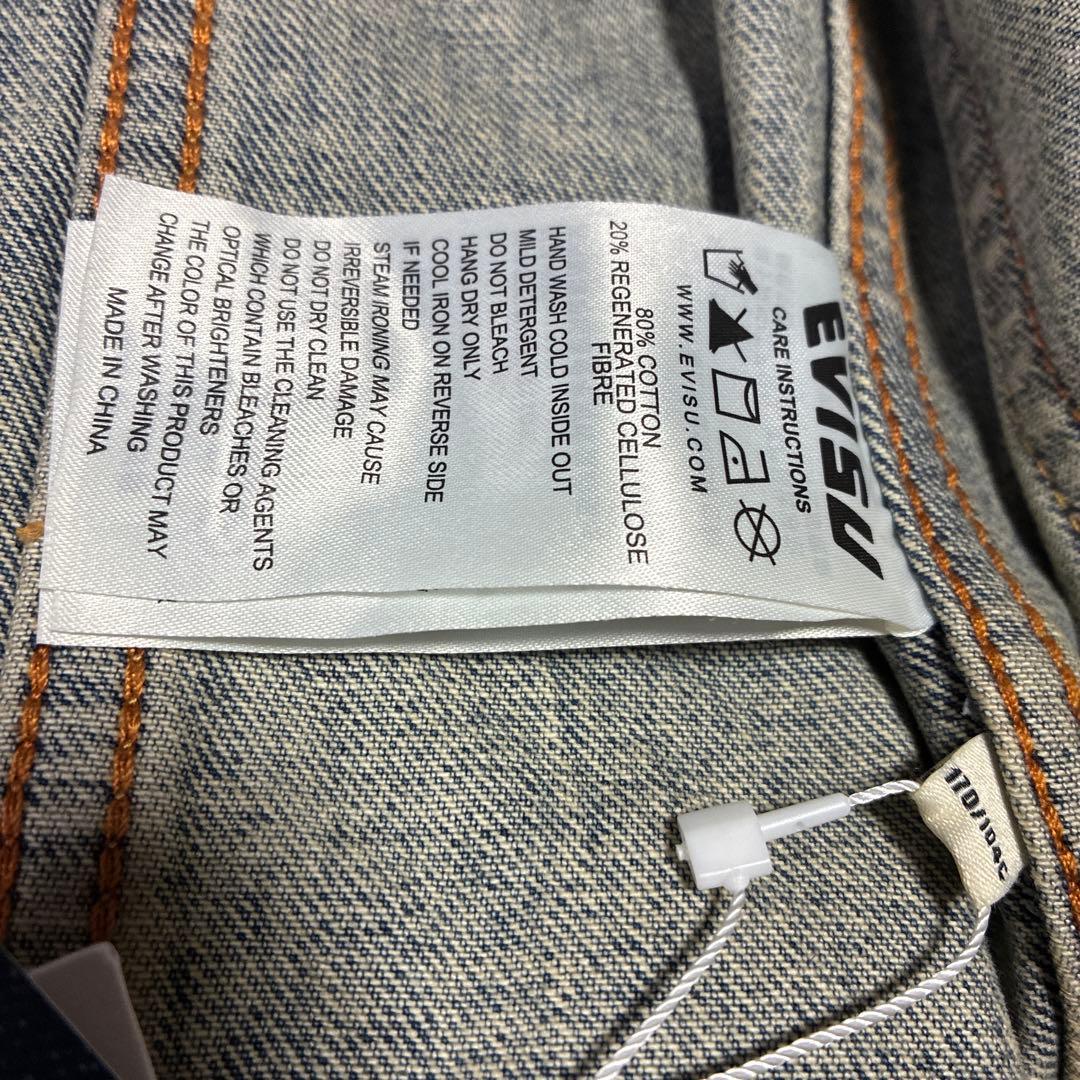 EVISU
CARE INSTRUCTIONS
WWW.EVISU.COM
80% COTTON
20% REGENERATED CELLULOSE
FIBRE
HAND WASH COLD INSIDE OUT
MILD DETERGENT
DO NOT BLEACH
HANG DRY ONLY
COOL IRON ON REVERSE SIDE
IF NEEDED
STEAM IRONING MAY CAUSE
IRREVERSIBLE DAMAGE
DO NOT DRY CLEAN
DO NOT USE THE CLEANING AGENTS
WHICH CONTAIN BLEACHES OR
OPTICAL BRIGHTENERS
THE COLOR OF THIS PRODUCT MAY
CHANGE AFTER WASHING
MADE IN CHINA
170/104C